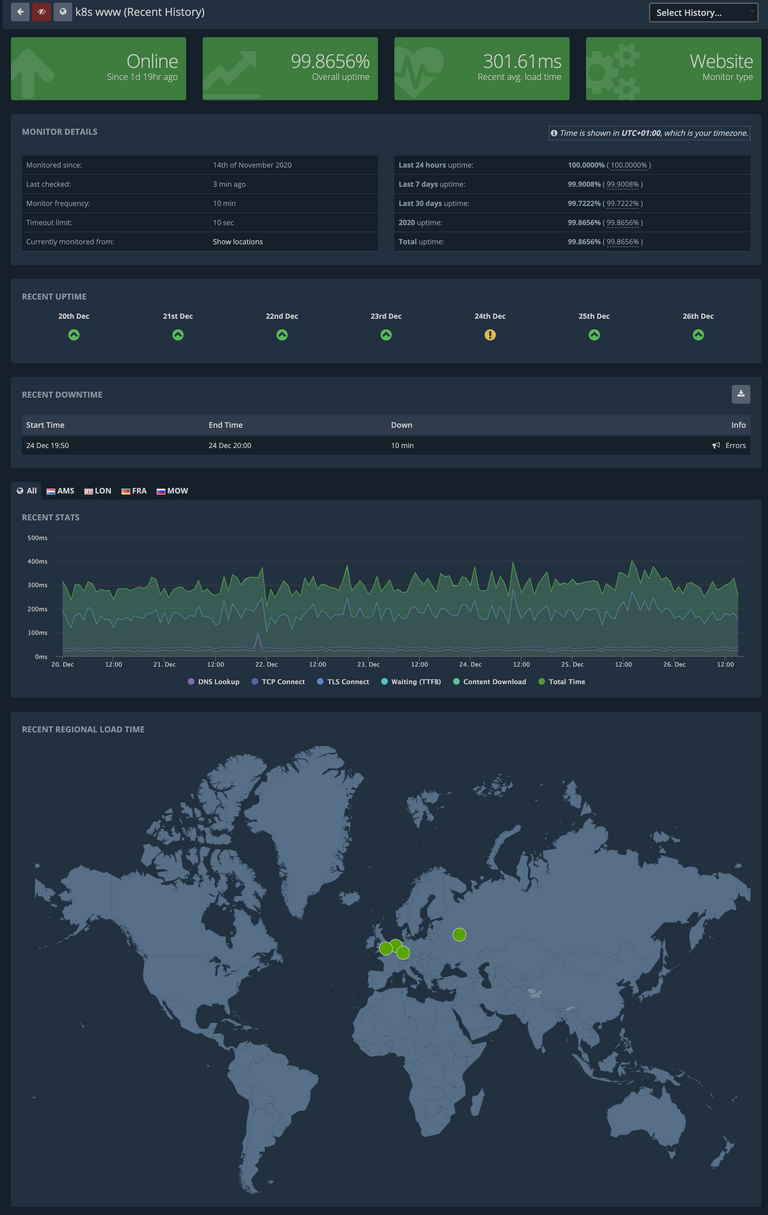 k8s www (Recent History)
Select History...
Online
Since 1d 19hr ago
99.8656%
Overall uptime
301.61ms
Recent avg. load time
Website
Monitor type
MONITOR DETAILS
Time is shown in UTC+01:00, which is your timezone.
Monitored since: 14th of November 2020
Last checked: 3 min ago
Monitor frequency: 10 min
Timeout limit: 10 sec
Currently monitored from: Show locations
Last 24 hours uptime: 100.0000% ( 100.0000% )
Last 7 days uptime: 99.9008% ( 99.9008% )
Last 30 days uptime: 99.7222% ( 99.7222% )
2020 uptime: 99.8656% ( 99.8656% )
Total uptime: 99.8656% ( 99.8656% )
RECENT UPTIME
20th Dec 21st Dec 22nd Dec 23rd Dec 24th Dec 25th Dec 26th Dec
RECENT DOWNTIME
Start Time End Time Down Info
24 Dec 19:50 24 Dec 20:00 10 min Errors
All AMS LON FRA MOW
RECENT STATS
500ms
400ms
300ms
200ms
100ms
0ms
20. Dec 12:00 21. Dec 12:00 22. Dec 12:00 23. Dec 12:00 24. Dec 12:00 25. Dec 12:00 26. Dec 12:00
DNS Lookup TCP Connect TLS Connect Waiting (TTFB) Content Download Total Time
RECENT REGIONAL LOAD TIME